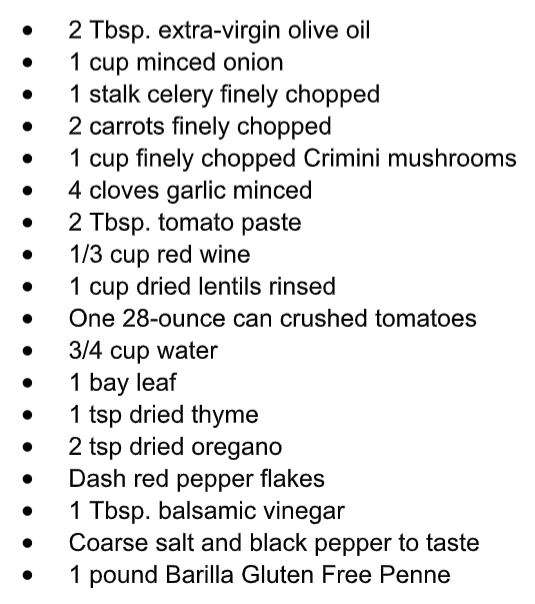 • 2 Tbsp. extra-virgin olive oil
• 1 cup minced onion
• 1 stalk celery finely chopped
• 2 carrots finely chopped
• 1 cup finely chopped Crimini mushrooms
• 4 cloves garlic minced
• 2 Tbsp. tomato paste
• 1/3 cup red wine
• 1 cup dried lentils rinsed
• One 28-ounce can crushed tomatoes
• 3/4 cup water
• 1 bay leaf
• 1 tsp dried thyme
• 2 tsp dried oregano
• Dash red pepper flakes
• 1 Tbsp. balsamic vinegar
• Coarse salt and black pepper to taste
• 1 pound Barilla Gluten Free Penne